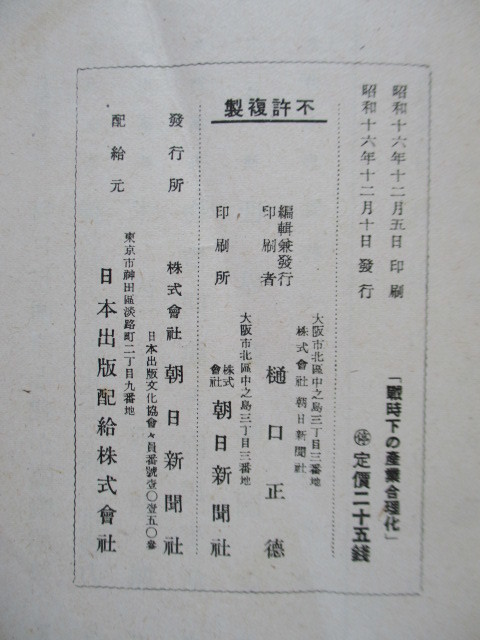 昭和十六年十二月五日印刷
昭和十六年十二月十日發行
「戰時下の產業合理化」
㊡定價二十五錢
不許複製
編輯兼發行
印刷者
大阪市北區中之島三丁目三番地
株式會社朝日新聞社
樋口正德
印刷所
大阪市北區中之島三丁目三番地
株式會社朝日新聞社
發行所
株式會社朝日新聞社
日本出版文化協會々員番號壹〇壹五〇參
配給元
東京市神田區淡路町二丁目九番地
日本出版配給株式會社